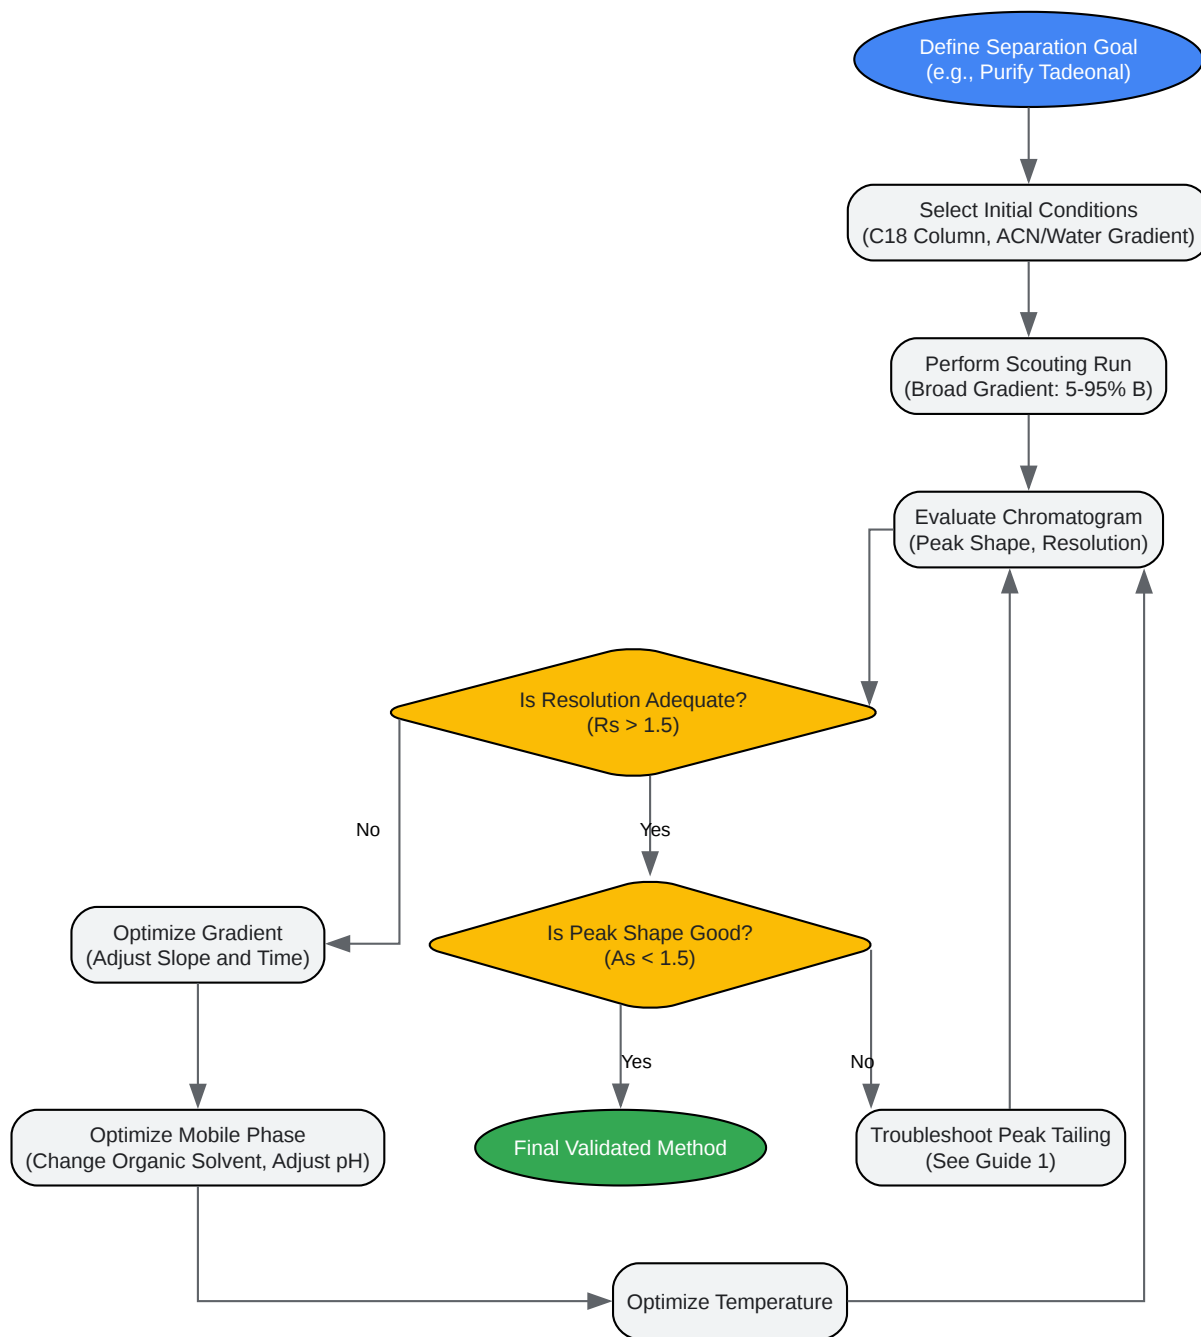 Define Separation Goal
(e.g., Purify Tadeonal)
Select Initial Conditions
(C18 Column, ACN/Water Gradient)
Perform Scouting Run
(Broad Gradient: 5-95% B)
Evaluate Chromatogram
(Peak Shape, Resolution)
Is Resolution Adequate?
(Rs > 1.5)
No
Yes
Optimize Gradient
(Adjust Slope and Time)
Is Peak Shape Good?
(As < 1.5)
Yes
No
Optimize Mobile Phase
(Change Organic Solvent, Adjust pH)
Final Validated Method
Troubleshoot Peak Tailing
(See Guide 1)
Optimize Temperature